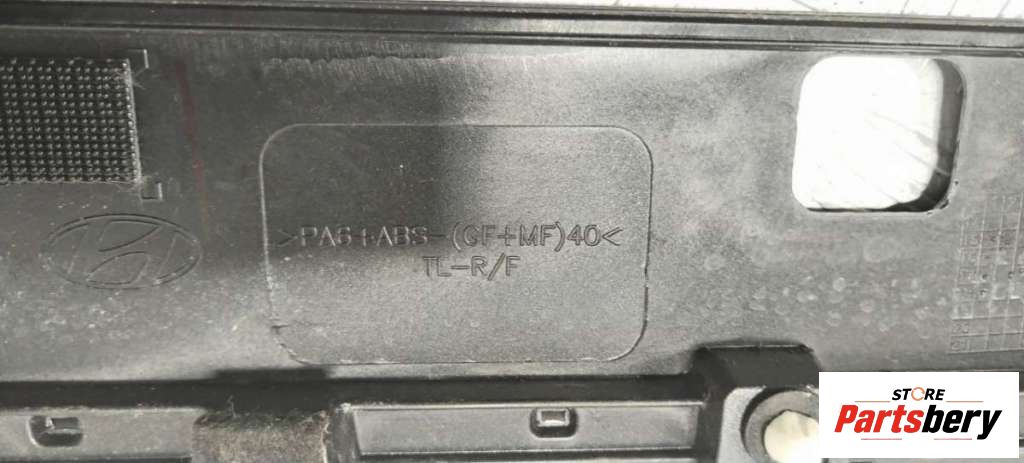 >PA6+ABS-(GF+MF)40<
TL-R/F
STORE
Partsbery